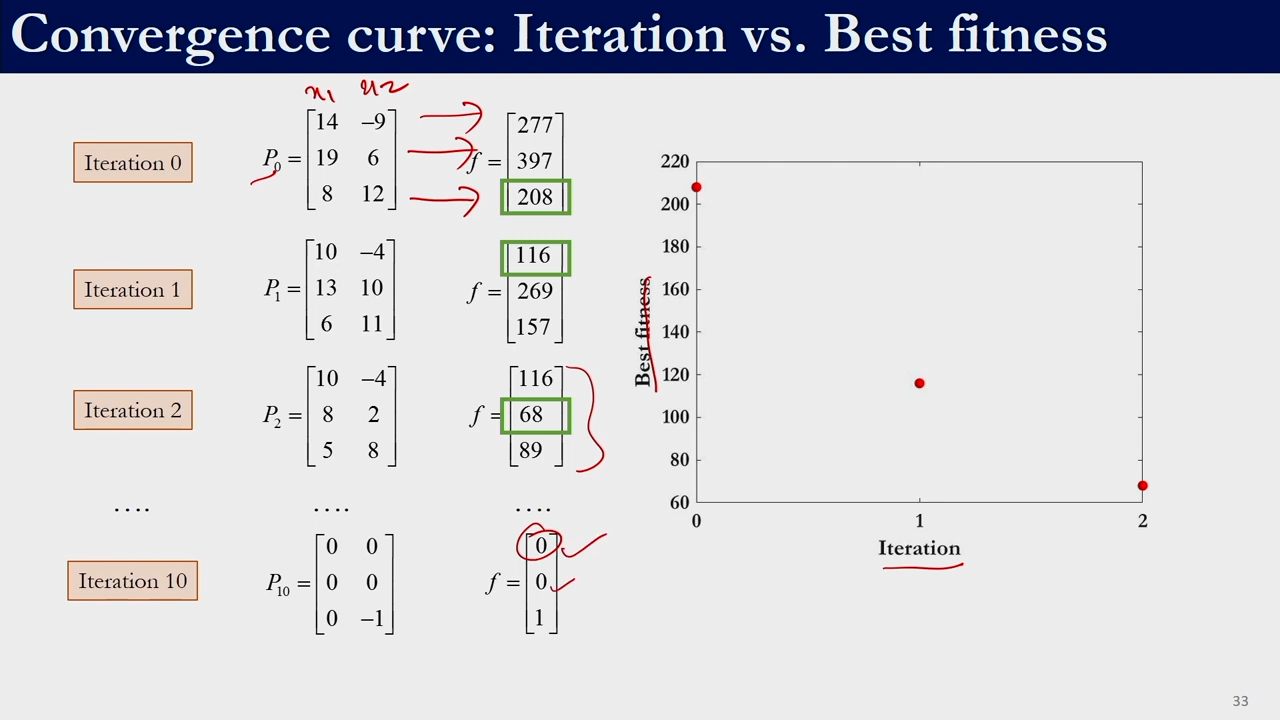 Convergence curve: Iteration vs. Best fitness
x1 x2
Iteration 0
P0 = [14 −9
19 6
8 12]
f = [277
397
208]
Iteration 1
P1 = [10 −4
13 10
6 11]
f = [116
269
157]
Iteration 2
P2 = [10 −4
8 2
5 8]
f = [116
68
89]
.... .... ....
Iteration 10
P10 = [0 0
0 0
0 −1]
f = [0
0
1]
Best fitness
220
200
180
160
140
120
100
80
60
0 1 2
Iteration
33